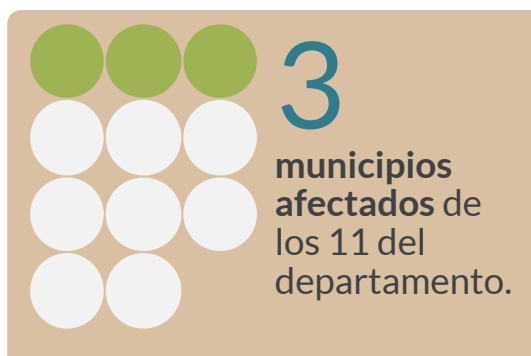 3
municipios
afectados de
los 11 del
departamento.